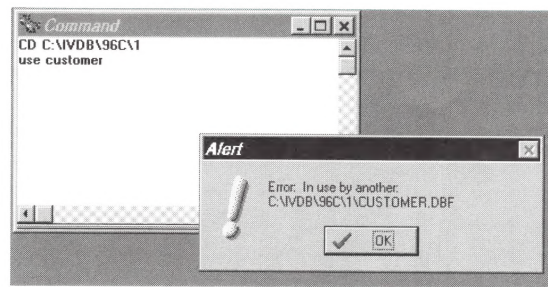 Command
CD C:\IVDB\96C\1
use customer
Alert
Error: In use by another:
C:\IVDB\96C\1\CUSTOMER.DBF
OK